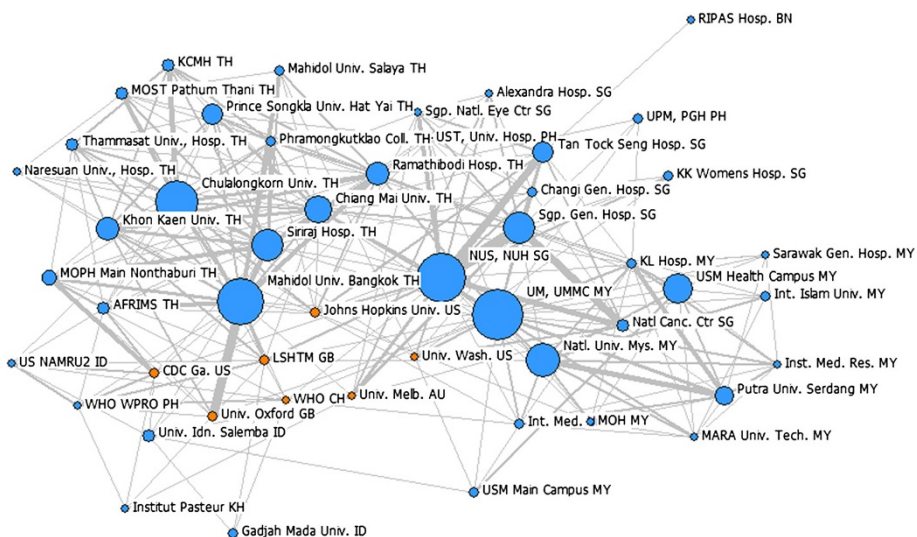 RIPAS Hosp. BN
KCMH TH
Mahidol Univ. Salaya TH
MOST Pathum Thani TH
Alexandra Hosp. SG
Prince Songkla Univ. Hat Yai TH
Sgp. Natl. Eye Ctr SG
UPM, PGH PH
Thammasat Univ., Hosp. TH
Phramongkutklao Coll. TH
UST, Univ. Hosp. PH
Tan Tock Seng Hosp. SG
Naresuan Univ., Hosp. TH
Ramathibodi Hosp. TH
KK Womens Hosp. SG
Chulalongkorn Univ. TH
Changi Gen. Hosp. SG
Chiang Mai Univ. TH
Khon Kaen Univ. TH
Sgp. Gen. Hosp. SG
Siriraj Hosp. TH
NUS, NUH SG
KL Hosp. MY
Sarawak Gen. Hosp. MY
MOPH Main Nonthaburi TH
Mahidol Univ. Bangkok TH
USM Health Campus MY
UM, UMMC MY
Int. Islam Univ. MY
AFRIMS TH
Johns Hopkins Univ. US
Natl Canc. Ctr SG
Natl. Univ. Mys. MY
US NAMRU2 ID
LSHTM GB
Univ. Wash. US
Inst. Med. Res. MY
CDC Ga. US
Putra Univ. Serdang MY
WHO WPRO PH
WHO CH
Univ. Melb. AU
Univ. Oxford GB
Int. Med.
MOH MY
Univ. Idn. Salemba ID
MARA Univ. Tech. MY
USM Main Campus MY
Institut Pasteur KH
Gadjah Mada Univ. ID